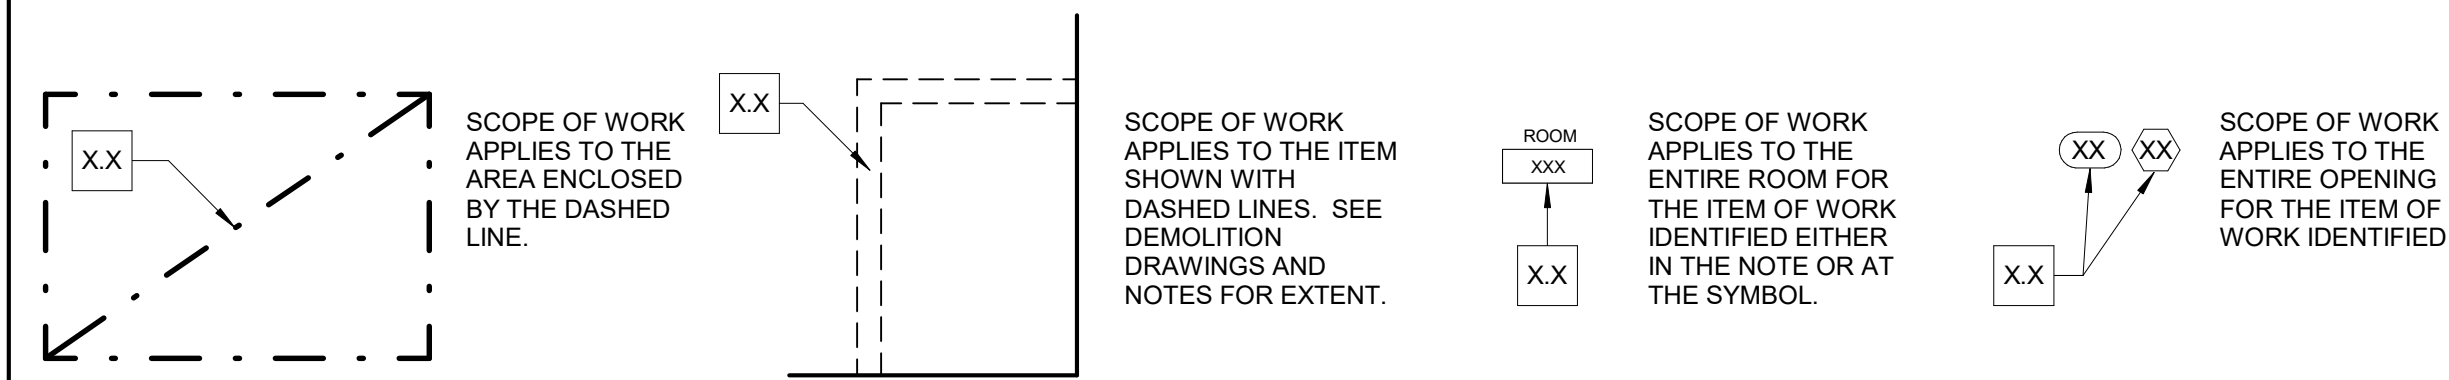 X.X
SCOPE OF WORK
APPLIES TO THE
AREA ENCLOSED
BY THE DASHED
LINE.
X.X
SCOPE OF WORK
APPLIES TO THE ITEM
SHOWN WITH
DASHED LINES.  SEE
DEMOLITION
DRAWINGS AND
NOTES FOR EXTENT.
ROOM
XXX
X.X
SCOPE OF WORK
APPLIES TO THE
ENTIRE ROOM FOR
THE ITEM OF WORK
IDENTIFIED EITHER
IN THE NOTE OR AT
THE SYMBOL.
XX XX
X.X
SCOPE OF WORK
APPLIES TO THE
ENTIRE OPENING
FOR THE ITEM OF
WORK IDENTIFIED